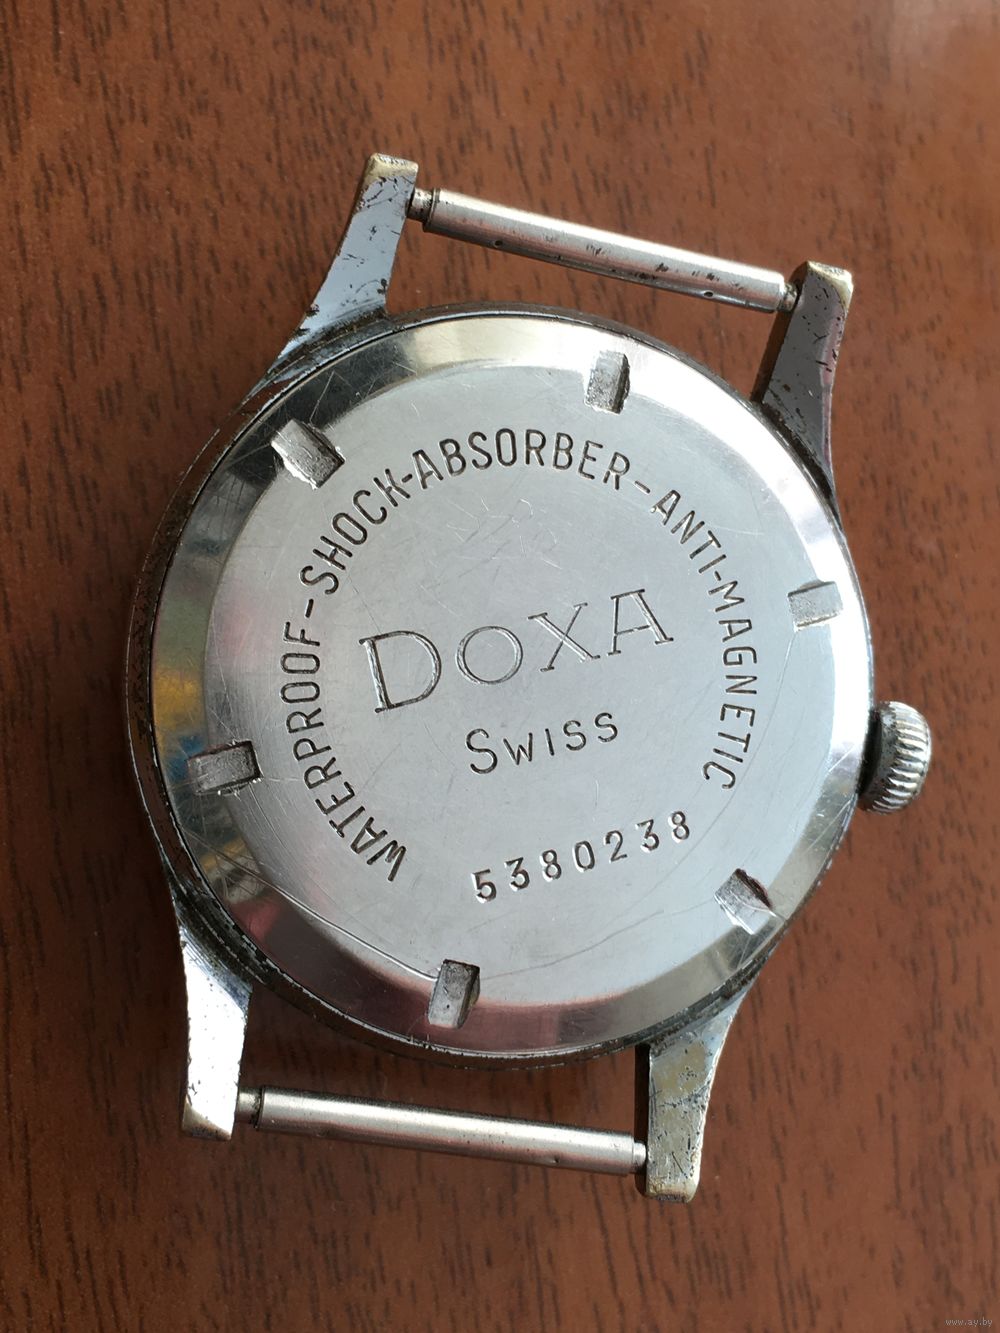 WATERPROOF-SHOCK-ABSORBER-ANTI-MAGNETIC
DOXA
SWISS
5380238
www.ay.by